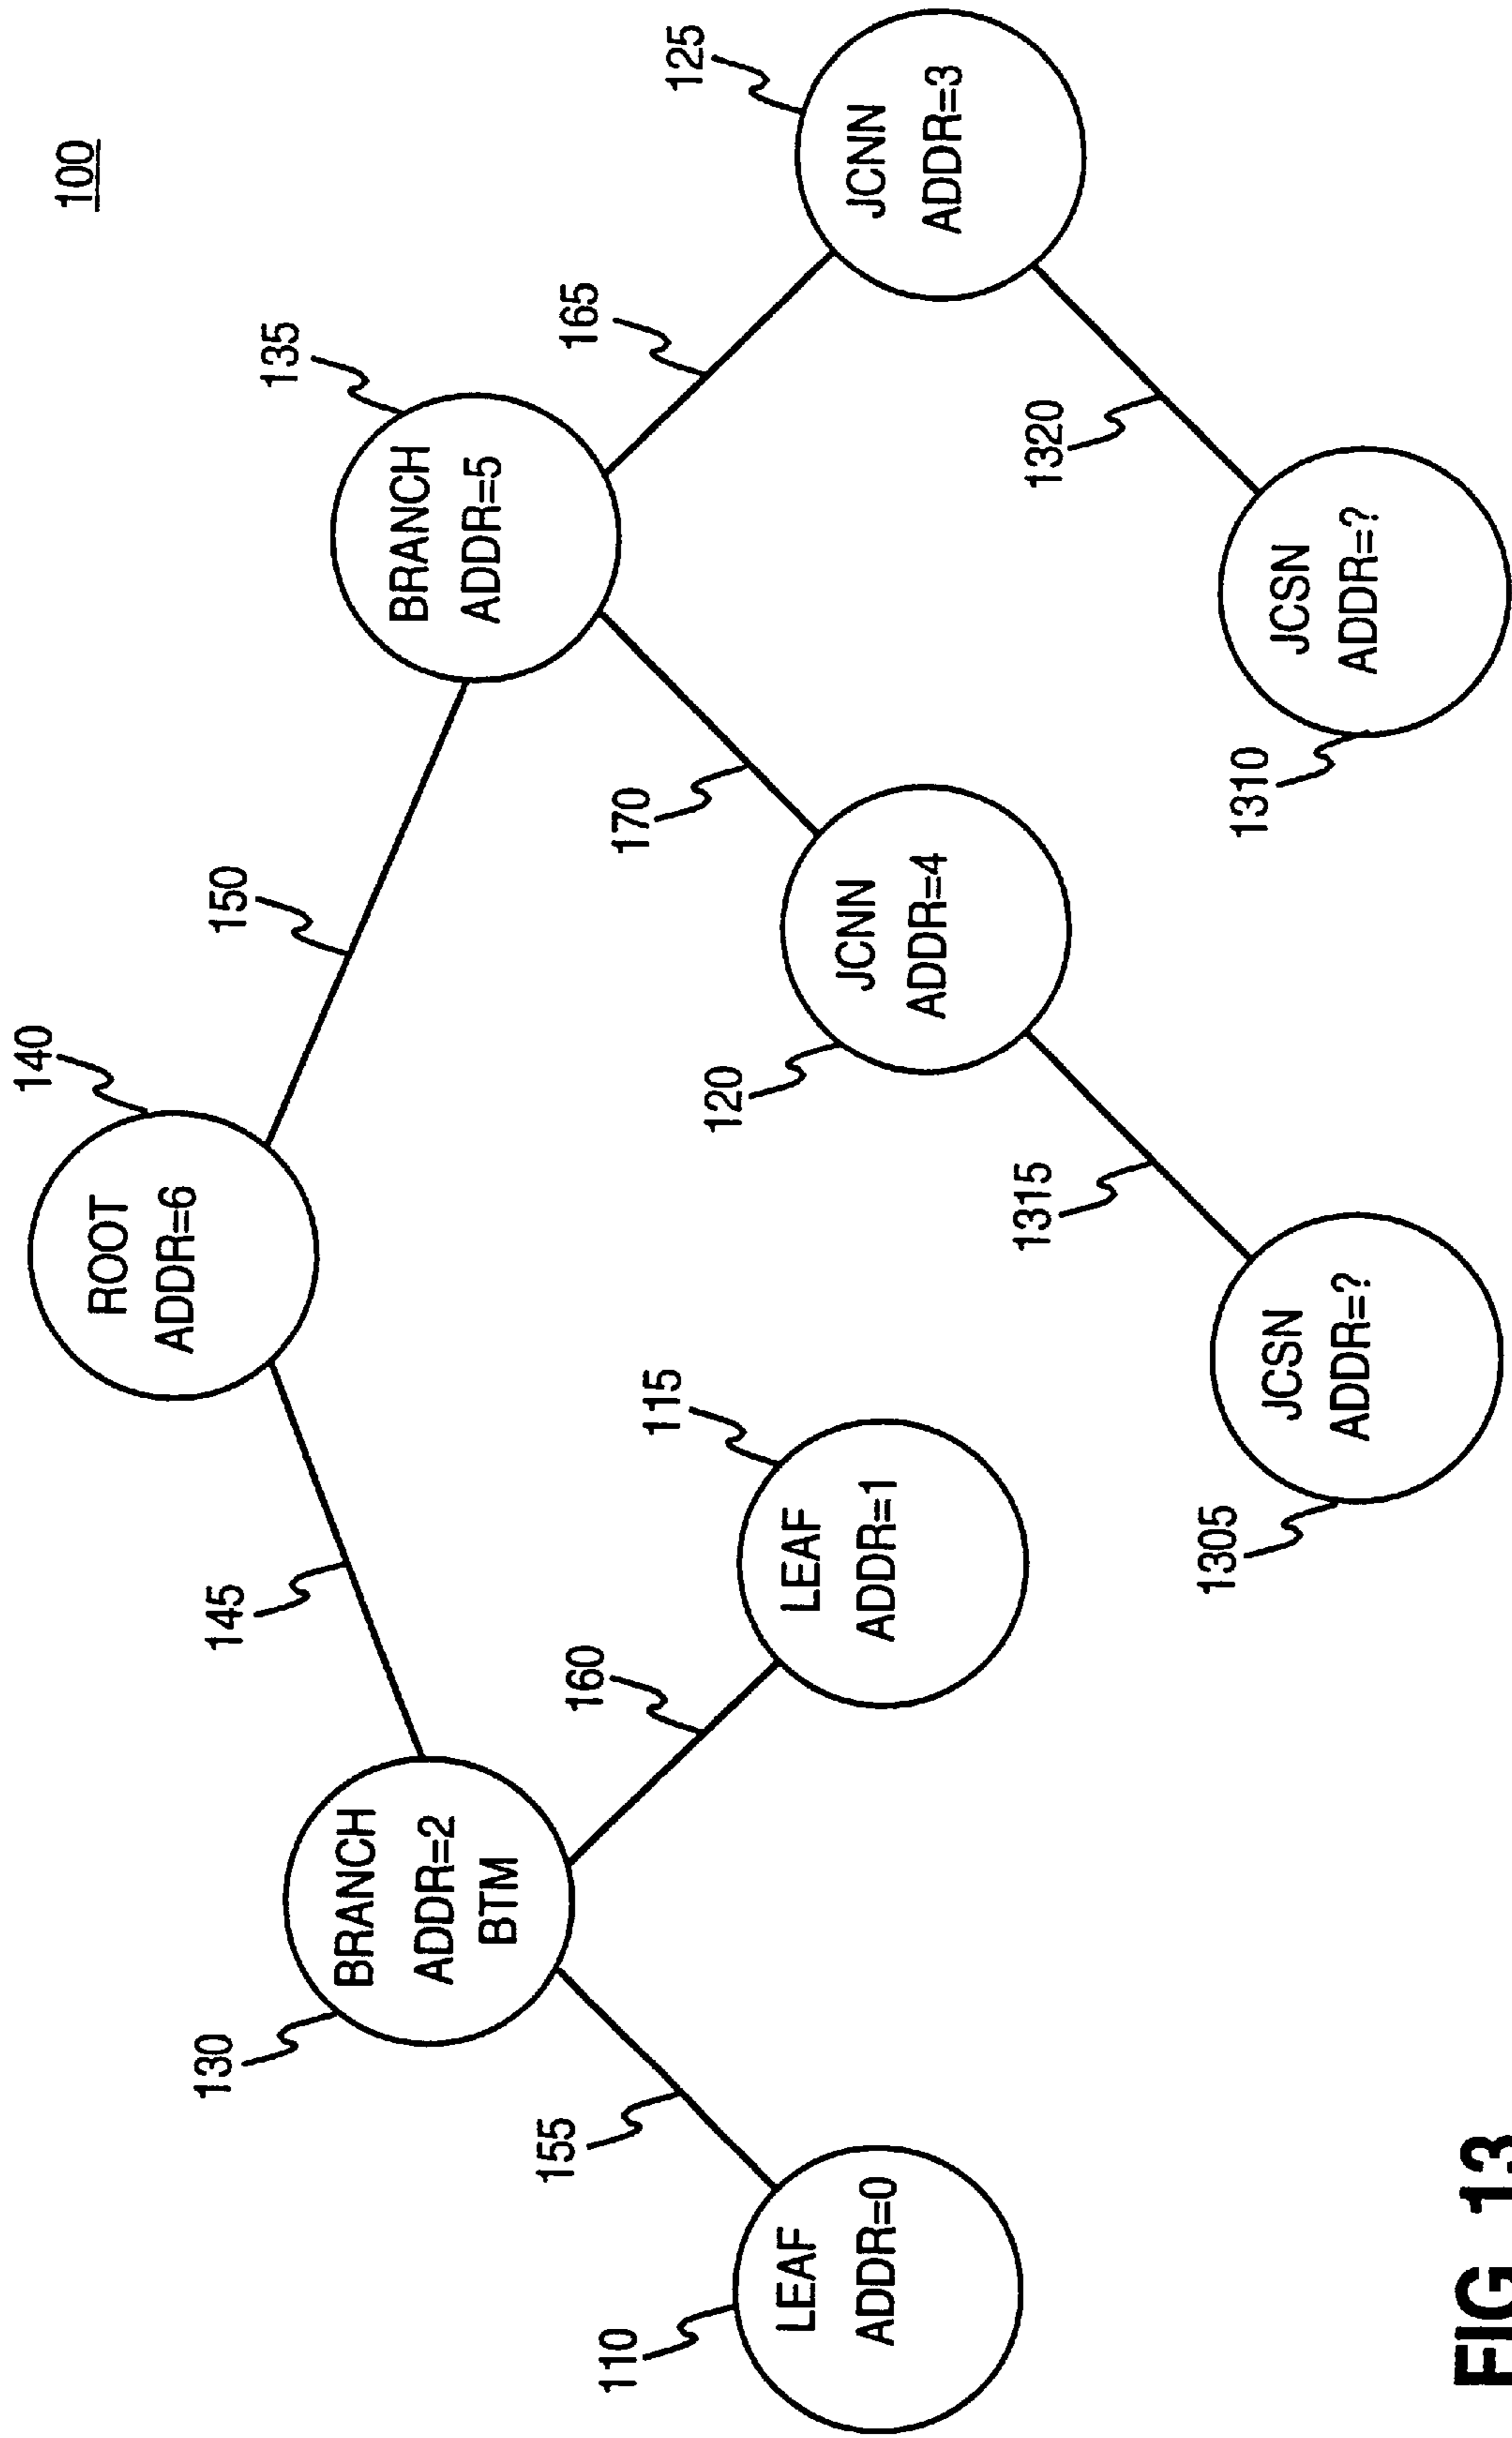 100
140
ROOT
ADDR=6
145
150
135
BRANCH
ADDR=5
130
BRANCH
ADDR=2
BTM
155
160
170
165
125
JCNN
ADDR=3
110
LEAF
ADDR=0
115
LEAF
ADDR=1
120
JCNN
ADDR=4
1315
1320
1305
JCSN
ADDR=?
1310
JCSN
ADDR=?
FIG 13